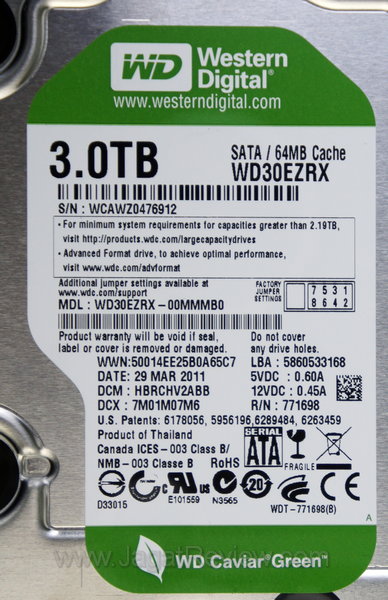 WD Western Digital®
www.westerndigital.com
3.0TB
SATA / 64MB Cache
WD30EZRX
S/N : WCAWZ0476912
• For minimum system requirements for capacities greater than 2.19TB,
visit http://products.wdc.com/largecapacitydrives
• Advanced Format drive, to achieve optimal performance,
visit www.wdc.com/advformat
Additional jumper settings available at
www.wdc.com/support
FACTORY JUMPER SETTINGS
7 5 3 1
8 6 4 2
MDL : WD30EZRX-00MMMB0
Product warranty will be void if seal,
label or cover is removed or damaged.
Do not cover
any drive holes.
WWN:50014EE25B0A65C7
LBA : 5860533168
DATE : 29 MAR 2011
5VDC : 0.60A
DCM : HBRCHV2ABB
12VDC : 0.45A
DCX : 7M01M07M6
R/N : 771698
U.S. Patents: 6178056, 5956196,6289484, 6263459
Product of Thailand
Canada ICES-003 Class B/
NMB-003 Classe B
RoHS
SERIAL
ATA
FRAGILE
D33015
E101559
N3565
20
WDT-771698(B)
A
www.JagatReview.com
WD Caviar Green™